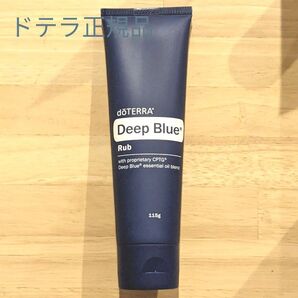 ドテラ正規品
dōTERRA®
Deep Blue®
Rub
with proprietary CPTG®
Deep Blue® essential oil blend
115g